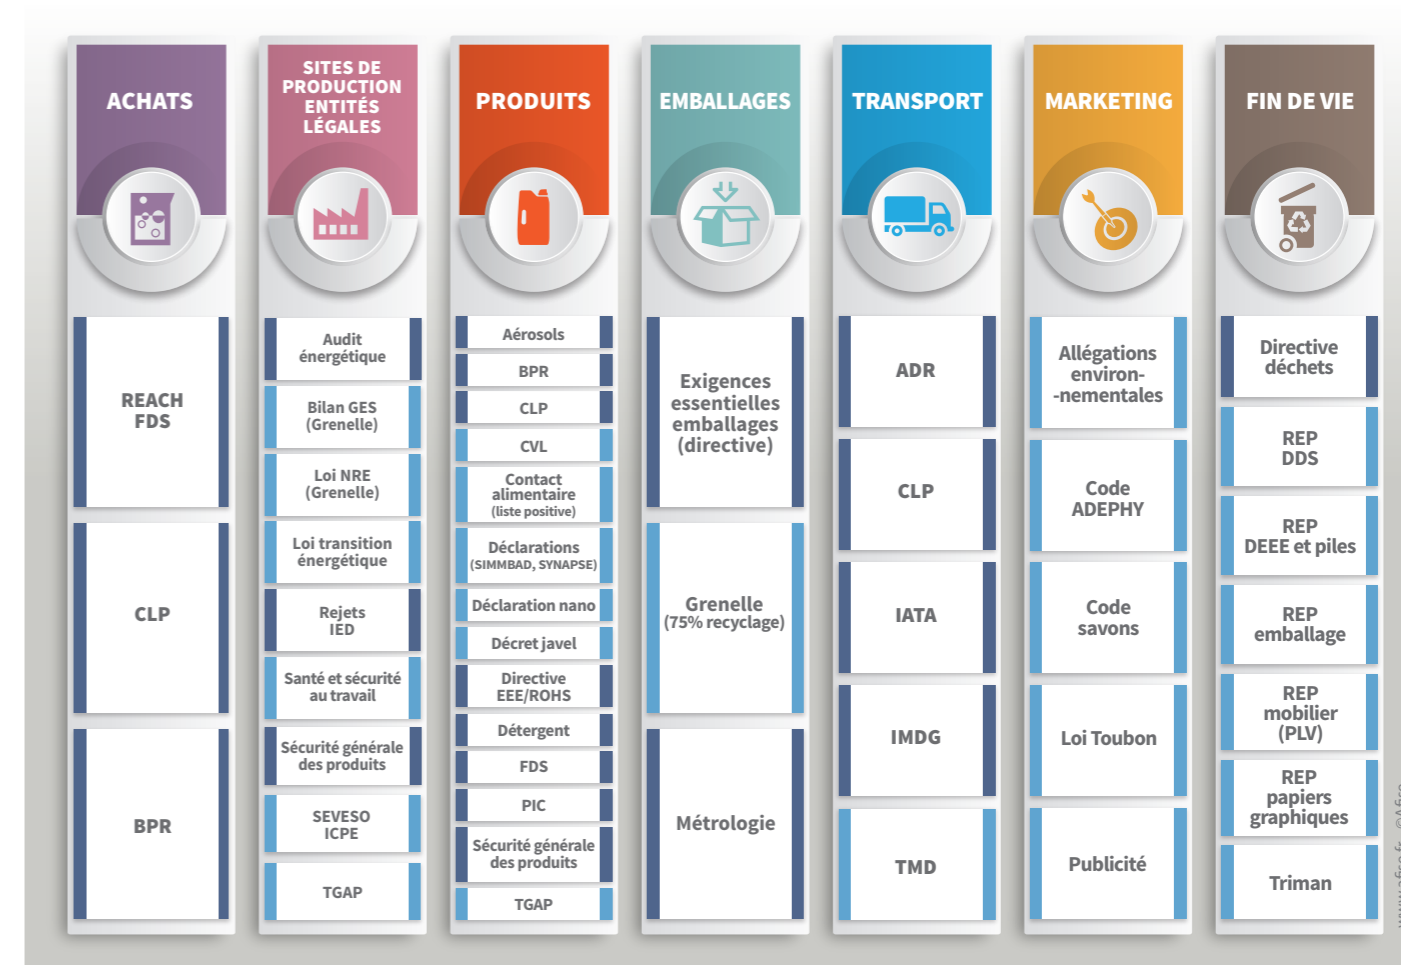 ACHATS
REACH
FDS
CLP
BPR
SITES DE
PRODUCTION
ENTITÉS
LÉGALES
Audit
énergétique
Bilan GES
(Grenelle)
Loi NRE
(Grenelle)
Loi transition
énergétique
Rejets
IED
Santé et sécurité
au travail
Sécurité générale
des produits
SEVESO
ICPE
TGAP
PRODUITS
Aérosols
BPR
CLP
CVL
Contact
alimentaire
(liste positive)
Déclarations
(SIMMBAD, SYNAPSE)
Déclaration nano
Décret javel
Directive
EEE/ROHS
Détergent
FDS
PIC
Sécurité générale
des produits
TGAP
EMBALLAGES
Exigences
essentielles
emballages
(directive)
Grenelle
(75% recyclage)
Métrologie
TRANSPORT
ADR
CLP
IATA
IMDG
TMD
MARKETING
Allégations
environ-
-nementales
Code
ADEPHY
Code
savons
Loi Toubon
Publicité
FIN DE VIE
Directive
déchets
REP
DDS
REP
DEEE et piles
REP
emballage
REP
mobilier
(PLV)
REP
papiers
graphiques
Triman